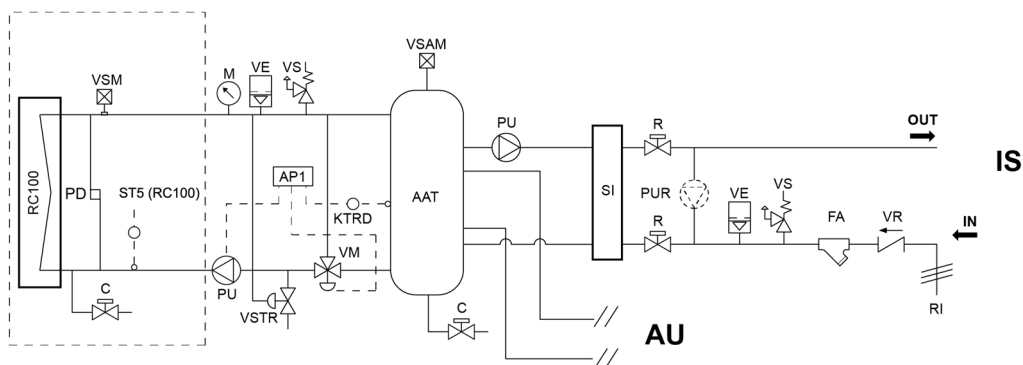 VSAM
VSM
M
VE
VS
PU
R
OUT
IS
AP1
RC100
PD
ST5 (RC100)
KTRD
AAT
SI
PUR
VE
VS
R
FA
VR
IN
VM
PU
C
VSTR
C
RI
AU